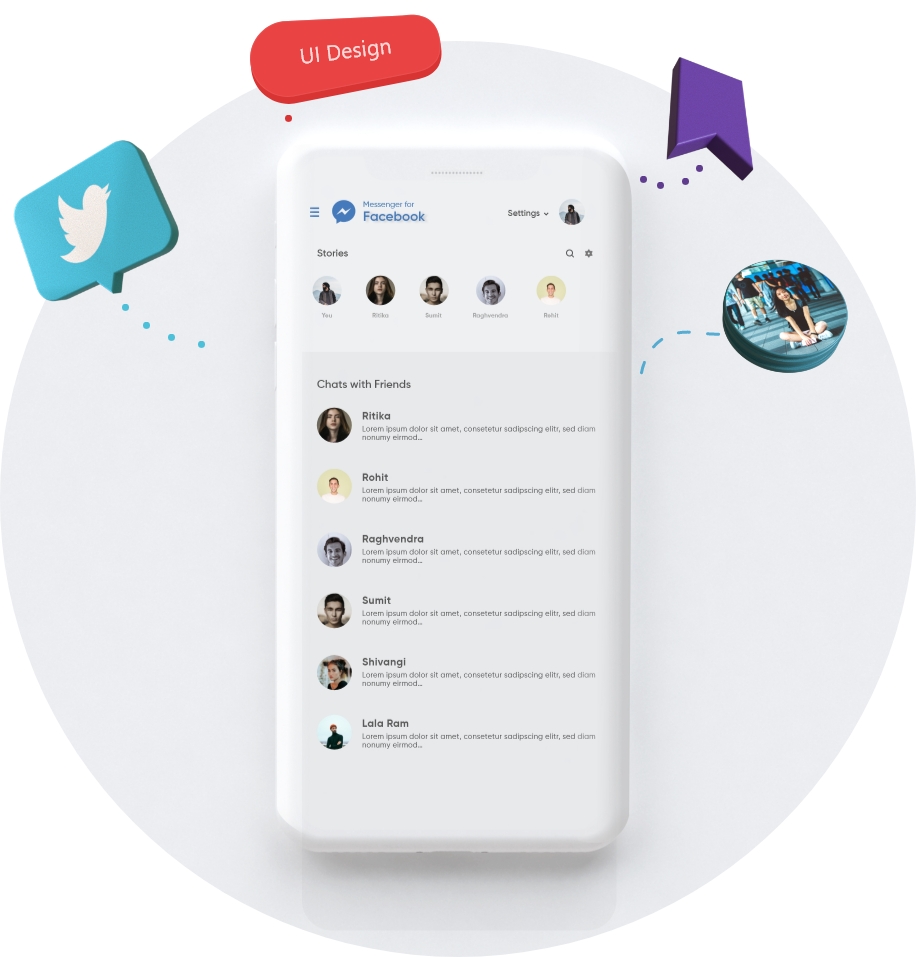 UI Design
Messenger for
Facebook
Settings
Stories
You
Ritika
Sumit
Raghvendra
Rohit
Chats with Friends
Ritika
Lorem ipsum dolor sit amet, consetetur sadipscing elitr, sed diam
nonumy eirmod...
Rohit
Lorem ipsum dolor sit amet, consetetur sadipscing elitr, sed diam
nonumy eirmod...
Raghvendra
Lorem ipsum dolor sit amet, consetetur sadipscing elitr, sed diam
nonumy eirmod...
Sumit
Lorem ipsum dolor sit amet, consetetur sadipscing elitr, sed diam
nonumy eirmod...
Shivangi
Lorem ipsum dolor sit amet, consetetur sadipscing elitr, sed diam
nonumy eirmod...
Lala Ram
Lorem ipsum dolor sit amet, consetetur sadipscing elitr, sed diam
nonumy eirmod...